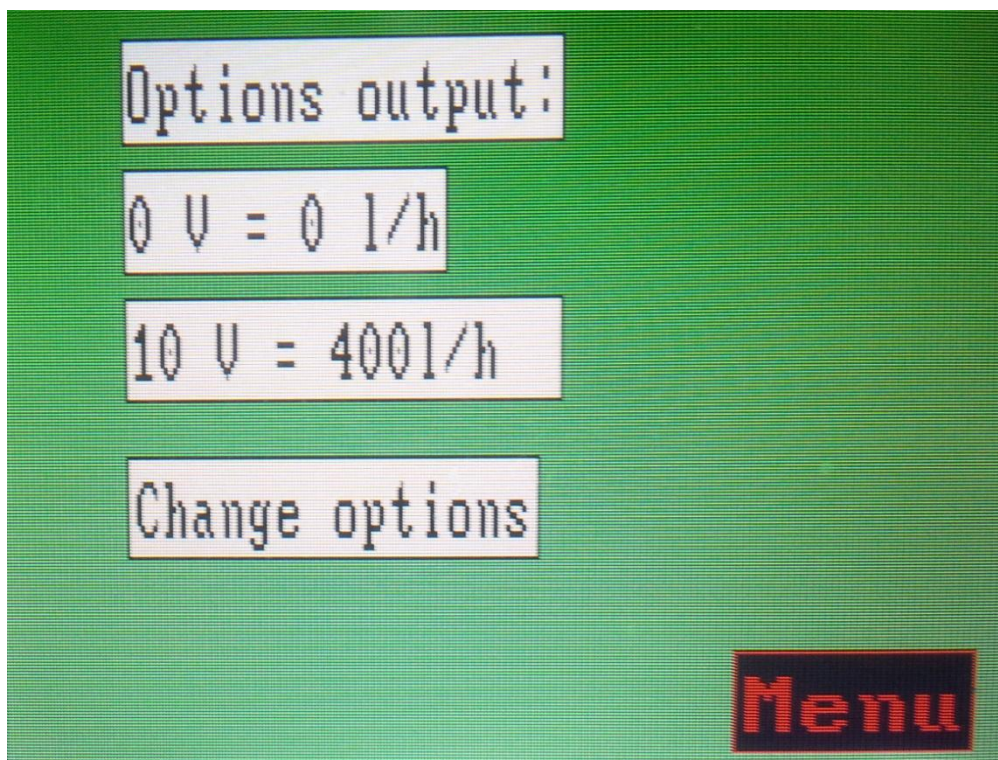 Options output:
0 V = 0 l/h
10 V = 400l/h
Change options
Menu